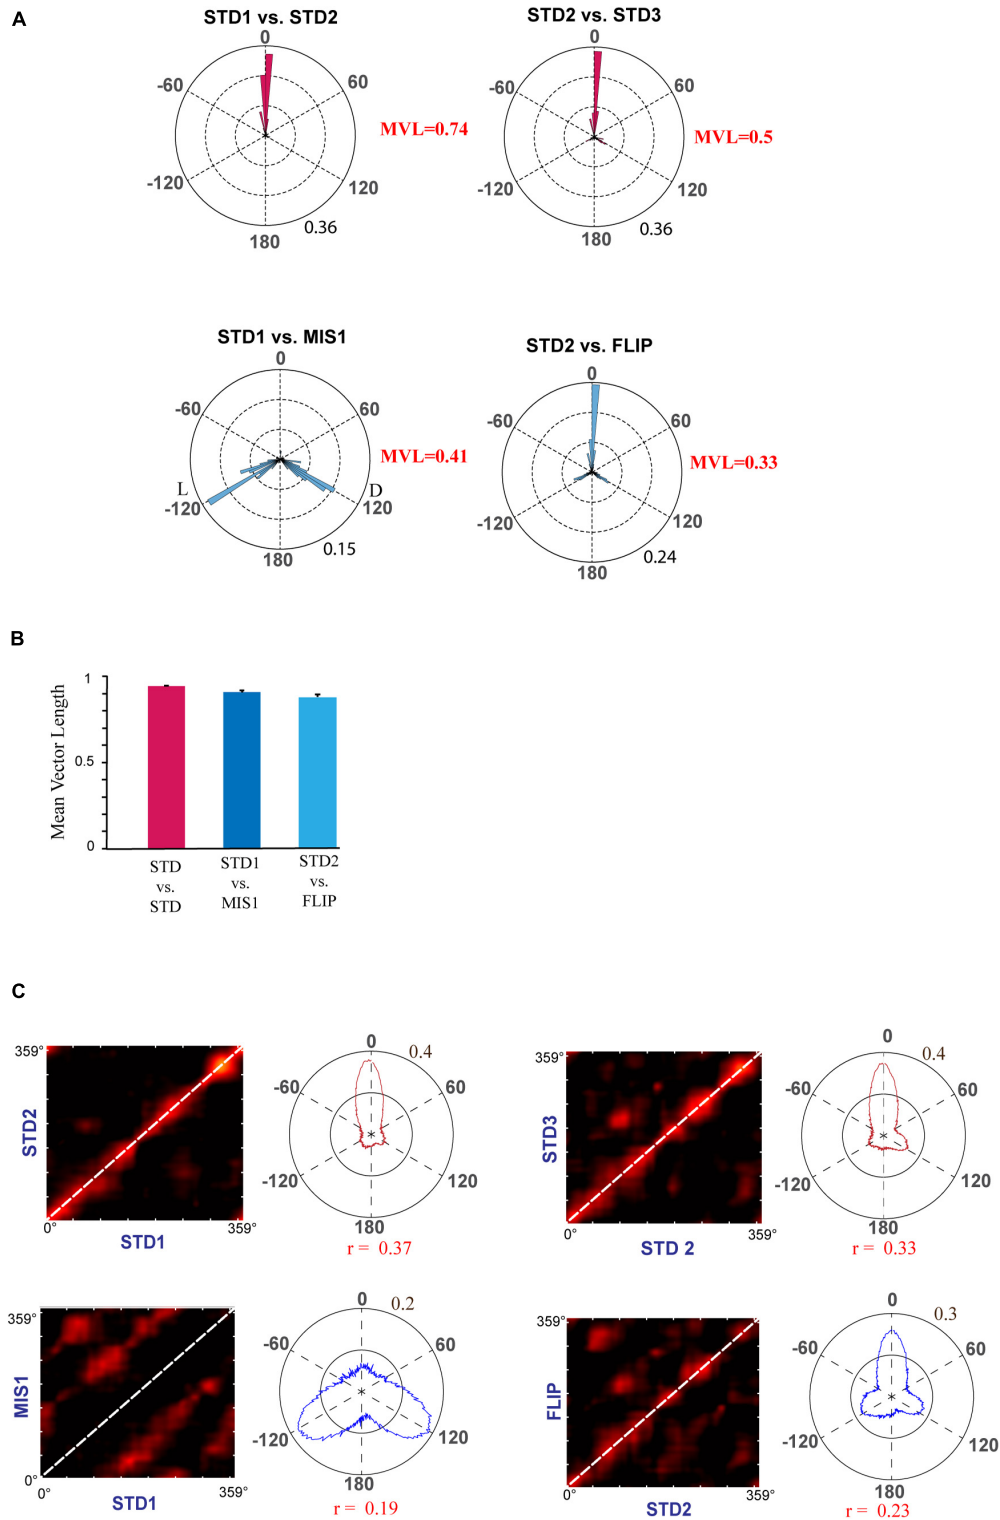 A
STD1 vs. STD2
0
60
120
180
-120
-60
0.36
MVL=0.74
STD2 vs. STD3
0
60
120
180
-120
-60
0.36
MVL=0.5
STD1 vs. MIS1
0
60
D
120
180
L
-120
-60
0.15
MVL=0.41
STD2 vs. FLIP
0
60
120
180
-120
-60
0.24
MVL=0.33
B
Mean Vector Length
1
0.5
0
STD
vs.
STD
STD1
vs.
MIS1
STD2
vs.
FLIP
C
359°
STD2
0°
359°
STD1
0
0.4
60
120
180
-120
-60
r = 0.37
359°
STD3
0°
359°
STD 2
0
0.4
60
120
180
-120
-60
r = 0.33
359°
MIS1
0°
0°
359°
STD1
0
0.2
60
120
180
-120
-60
r = 0.19
359°
FLIP
0°
359°
STD2
0
0.3
60
120
180
-120
-60
r = 0.23